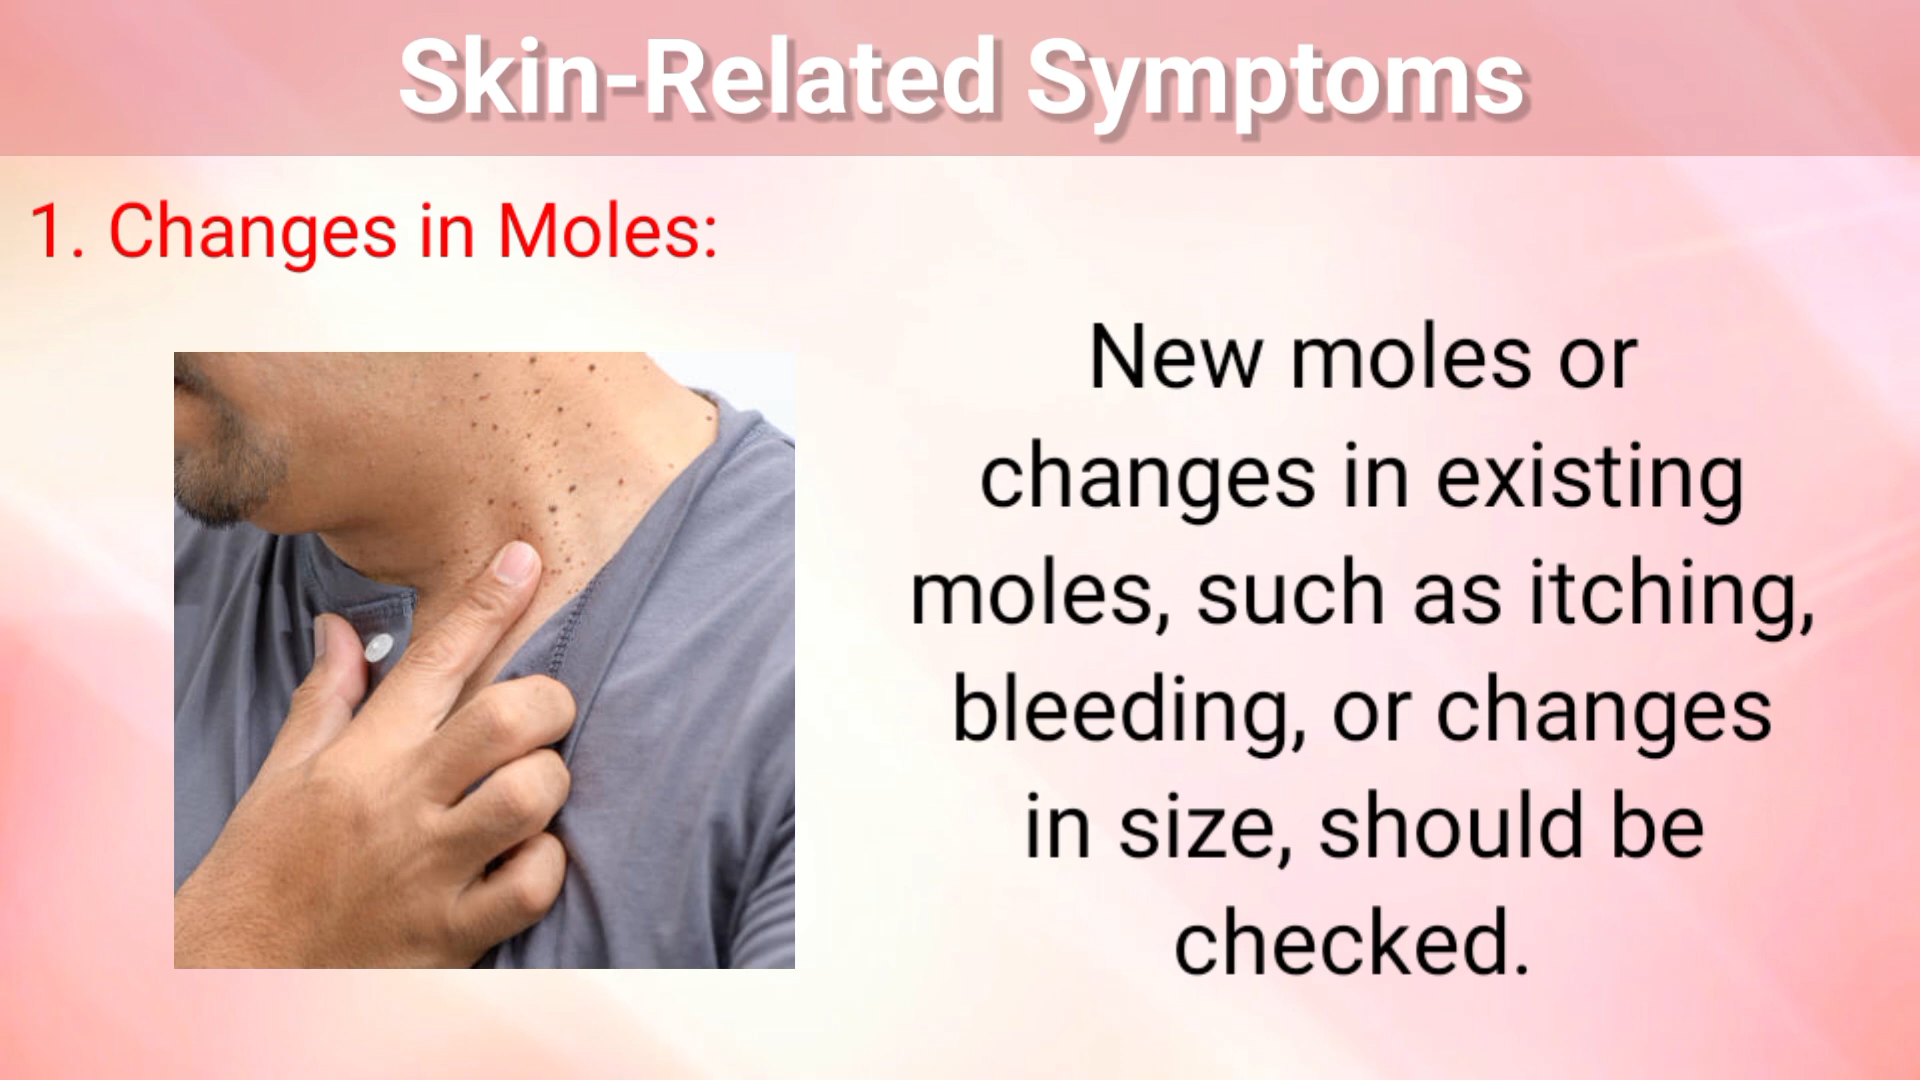 Skin-Related Symptoms
1. Changes in Moles:
New moles or
changes in existing
moles, such as itching,
bleeding, or changes
in size, should be
checked.